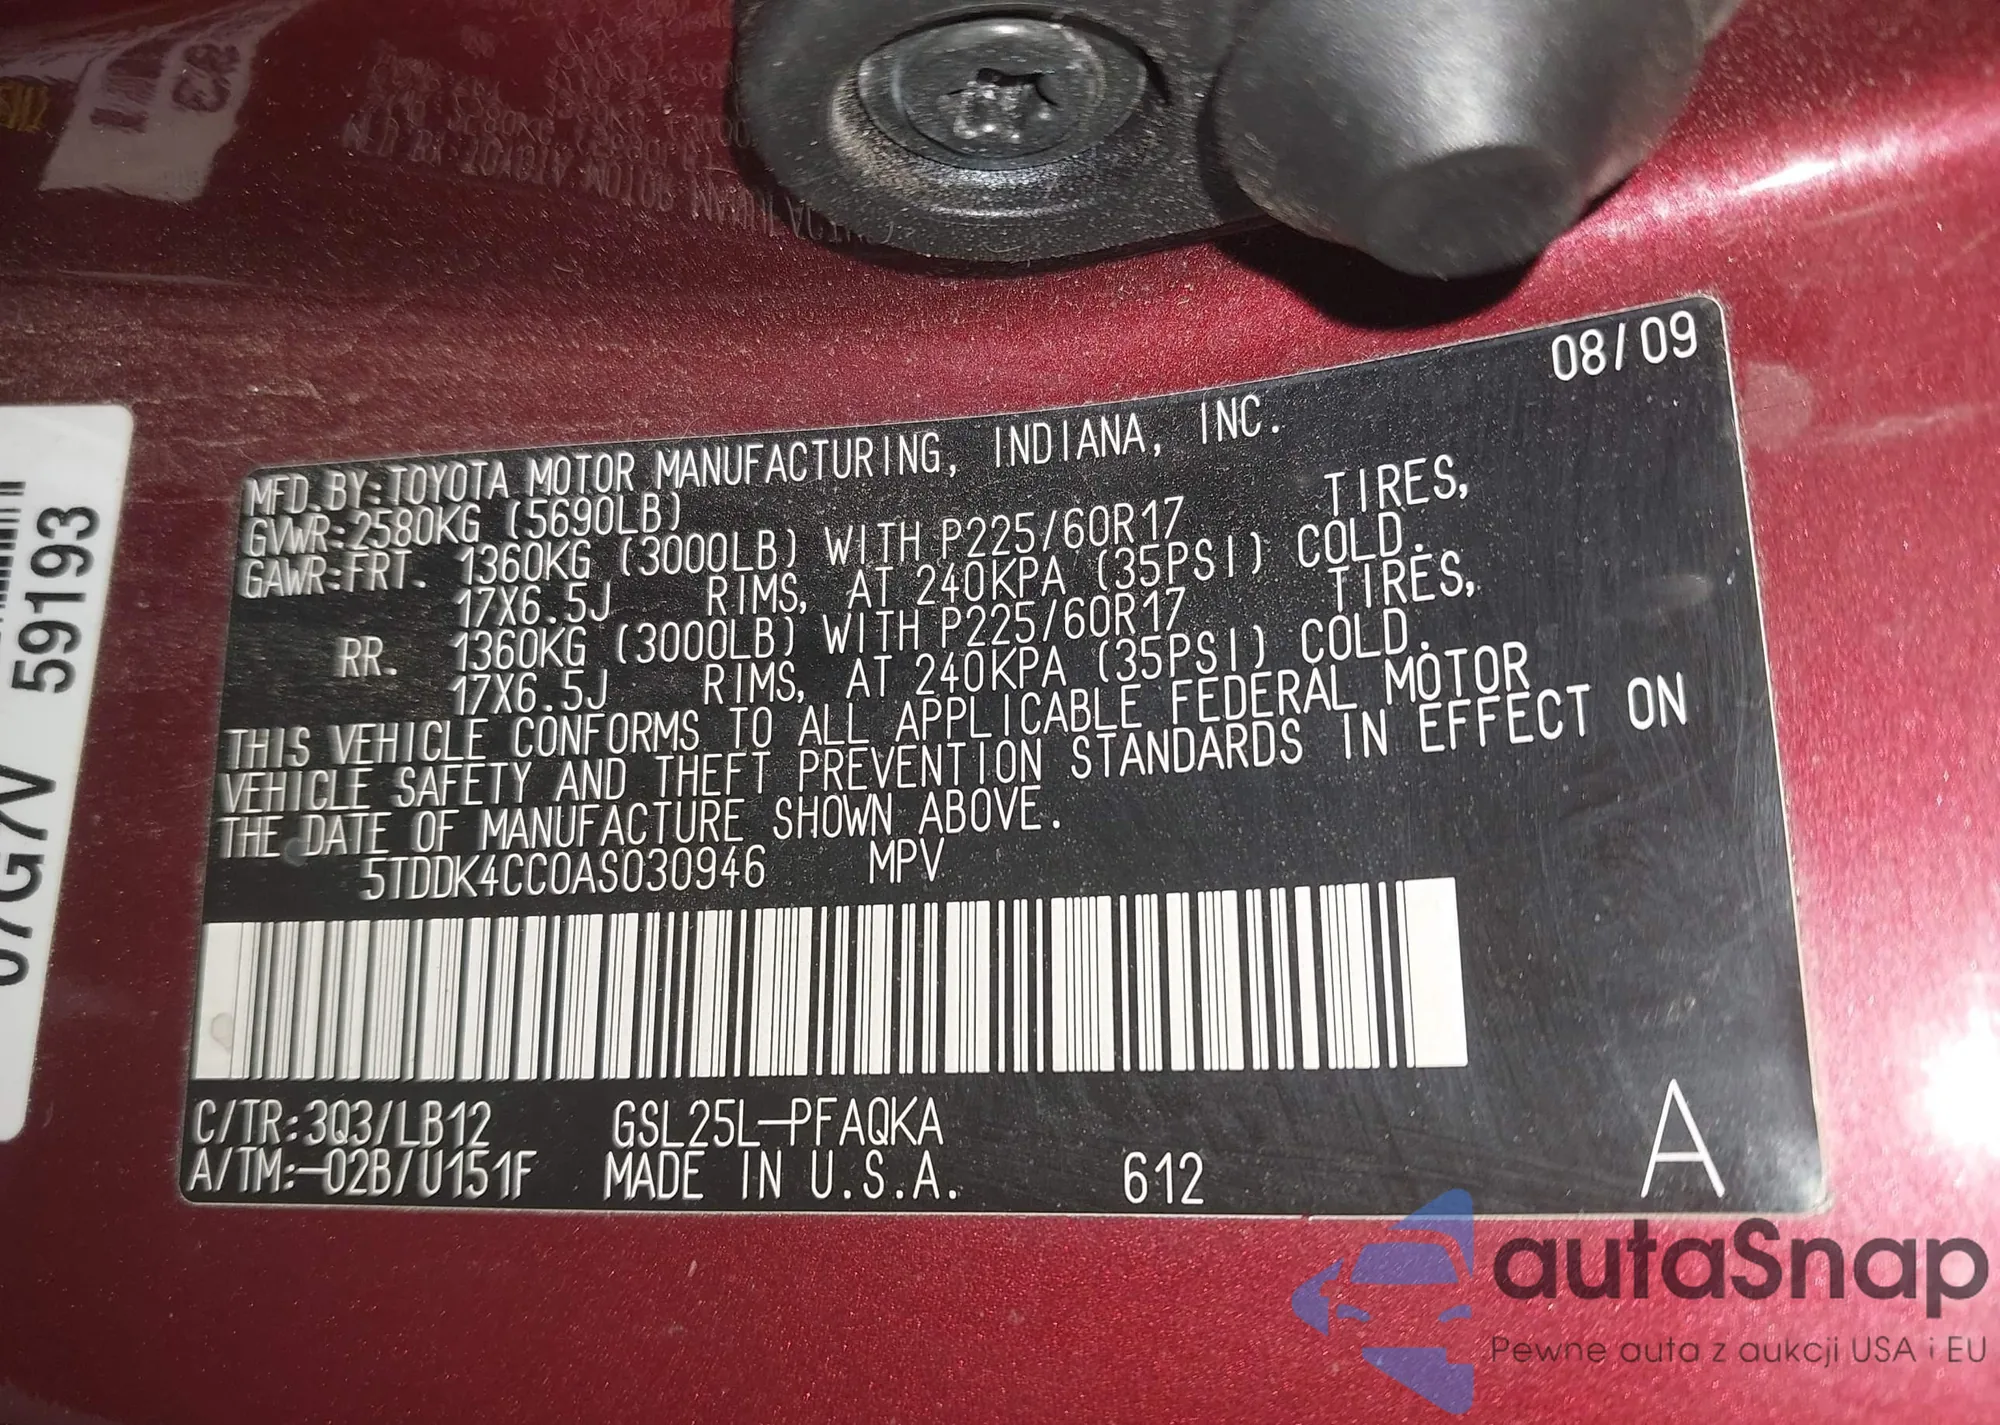 08/09
MFD.BY:TOYOTA MOTOR MANUFACTURING, INDIANA, INC.
GVWR:2580KG (5690LB)
GAWR:FRT. 1360KG (3000LB) WITH P225/60R17 TIRES,
17X6.5J RIMS, AT 240KPA (35PSI) COLD.
RR. 1360KG (3000LB) WITH P225/60R17 TIRES,
17X6.5J RIMS, AT 240KPA (35PSI) COLD.
THIS VEHICLE CONFORMS TO ALL APPLICABLE FEDERAL MOTOR
VEHICLE SAFETY AND THEFT PREVENTION STANDARDS IN EFFECT ON
THE DATE OF MANUFACTURE SHOWN ABOVE.
5TDDK4CC0AS030946 MPV
C/TR:3Q3/LB12 GSL25L-PFAQKA
A/TM:-02B/U151F MADE IN U.S.A. 612 A
59193
autaSnap
Pewne auta z aukcji USA i EU